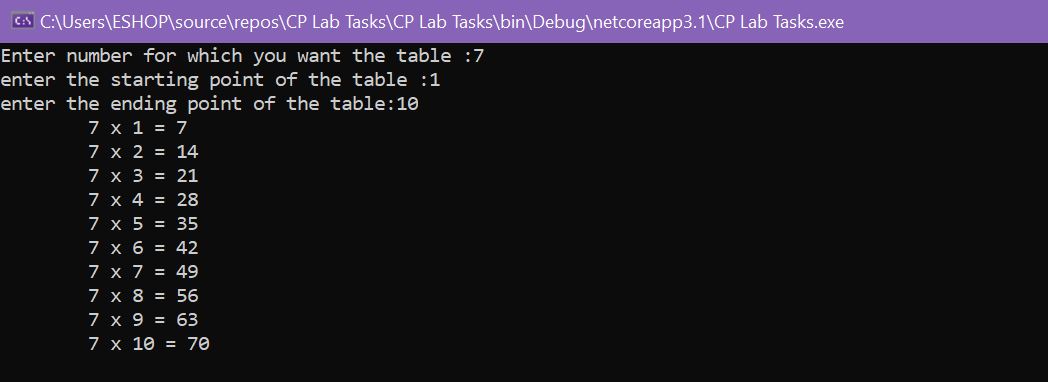 C:\Users\ESHOP\source\repos\CP Lab Tasks\CP Lab Tasks\bin\Debug\netcoreapp3.1\CP Lab Tasks.exe
Enter number for which you want the table :7
enter the starting point of the table :1
enter the ending point of the table:10
7 x 1 = 7
7 x 2 = 14
7 x 3 = 21
7 x 4 = 28
7 x 5 = 35
7 x 6 = 42
7 x 7 = 49
7 x 8 = 56
7 x 9 = 63
7 x 10 = 70